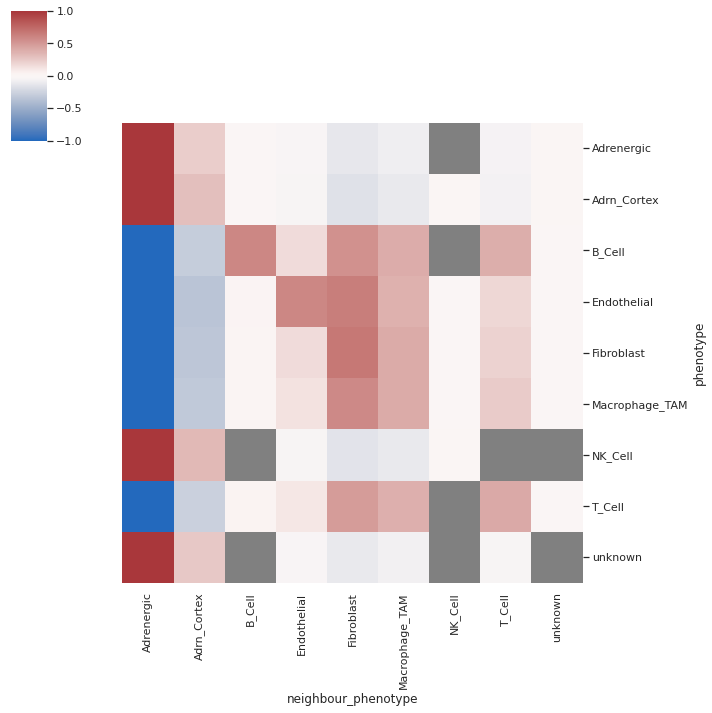 1.0
0.5
0.0
−0.5
−1.0
Adrenergic
Adrn_Cortex
B_Cell
Endothelial
Fibroblast
Macrophage_TAM
NK_Cell
T_Cell
unknown
phenotype
Adrenergic
Adrn_Cortex
B_Cell
Endothelial
Fibroblast
Macrophage_TAM
NK_Cell
T_Cell
unknown
neighbour_phenotype